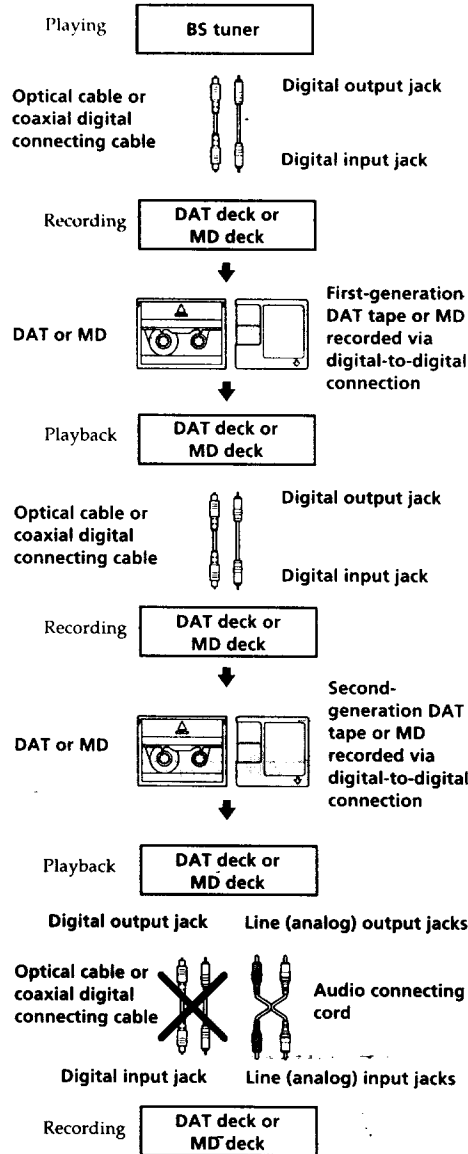 Playing
BS tuner
Optical cable or
coaxial digital
connecting cable
Digital output jack
Digital input jack
Recording
DAT deck or
MD deck
DAT or MD
First-generation
DAT tape or MD
recorded via
digital-to-digital
connection
Playback
DAT deck or
MD deck
Optical cable or
coaxial digital
connecting cable
Digital output jack
Digital input jack
Recording
DAT deck or
MD deck
DAT or MD
Second-
generation DAT
tape or MD
recorded via
digital-to-digital
connection
Playback
DAT deck or
MD deck
Digital output jack
Line (analog) output jacks
Optical cable or
coaxial digital
connecting cable
Audio connecting
cord
Digital input jack
Line (analog) input jacks
Recording
DAT deck or
MD deck